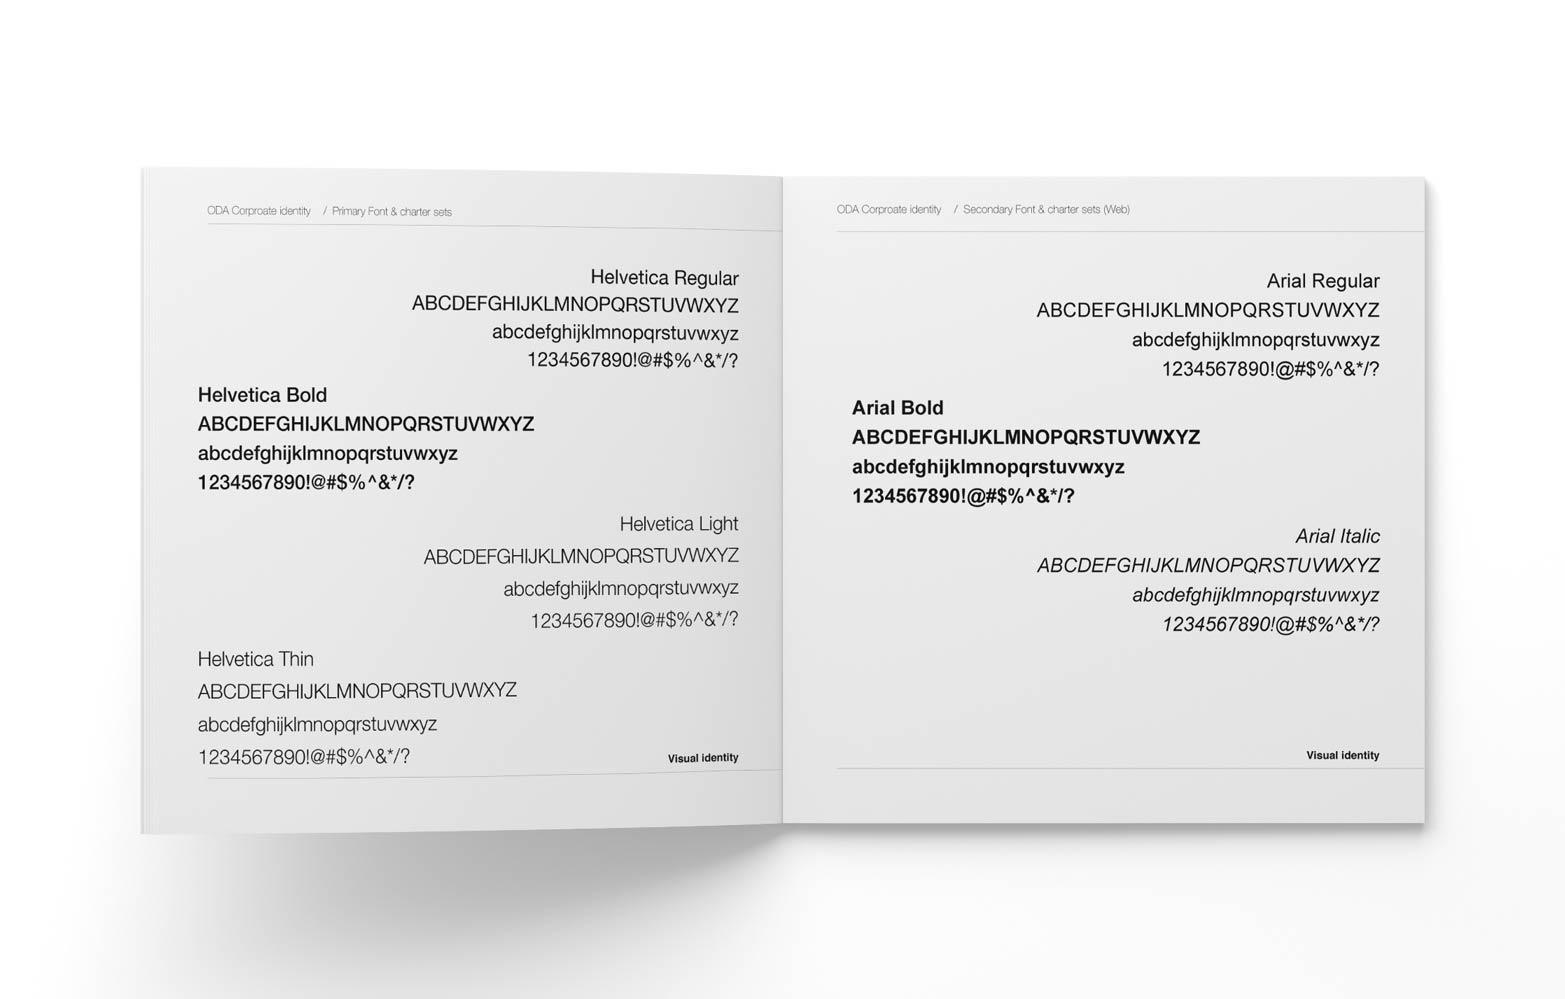 ODA Corproate identity / Primary Font & charter sets
Helvetica Regular
ABCDEFGHIJKLMNOPQRSTUVWXYZ
abcdefghijklmnopqrstuvwxyz
1234567890!@#$%^&*/?
Helvetica Bold
ABCDEFGHIJKLMNOPQRSTUVWXYZ
abcdefghijklmnopqrstuvwxyz
1234567890!@#$%^&*/?
Helvetica Light
ABCDEFGHIJKLMNOPQRSTUVWXYZ
abcdefghijklmnopqrstuvwxyz
1234567890!@#$%^&*/?
Helvetica Thin
ABCDEFGHIJKLMNOPQRSTUVWXYZ
abcdefghijklmnopqrstuvwxyz
1234567890!@#$%^&*/?
Visual identity
ODA Corproate identity / Secondary Font & charter sets (Web)
Arial Regular
ABCDEFGHIJKLMNOPQRSTUVWXYZ
abcdefghijklmnopqrstuvwxyz
1234567890!@#$%^&*/?
Arial Bold
ABCDEFGHIJKLMNOPQRSTUVWXYZ
abcdefghijklmnopqrstuvwxyz
1234567890!@#$%^&*/?
Arial Italic
ABCDEFGHIJKLMNOPQRSTUVWXYZ
abcdefghijklmnopqrstuvwxyz
1234567890!@#$%^&*/?
Visual identity